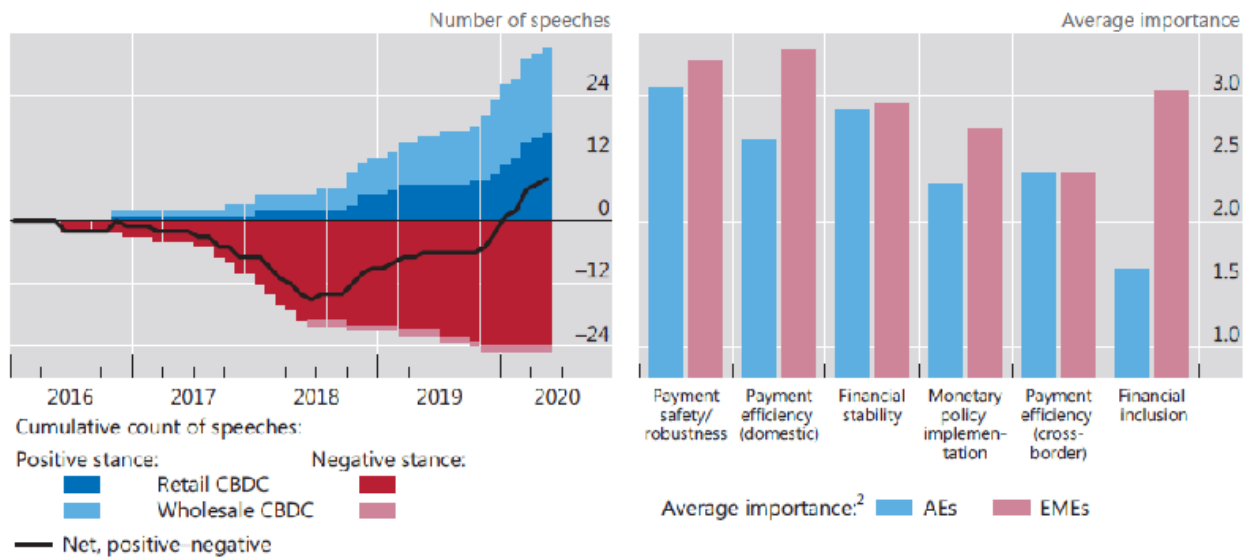 Number of speeches
24
12
0
–12
–24
2016 2017 2018 2019 2020
Cumulative count of speeches:
Positive stance: Negative stance:
Retail CBDC
Wholesale CBDC
Net, positive–negative
Average importance
3.0
2.5
2.0
1.5
1.0
Payment safety/ robustness
Payment efficiency (domestic)
Financial stability
Monetary policy implemen- tation
Payment efficiency (cross- border)
Financial inclusion
Average importance:² AEs EMEs